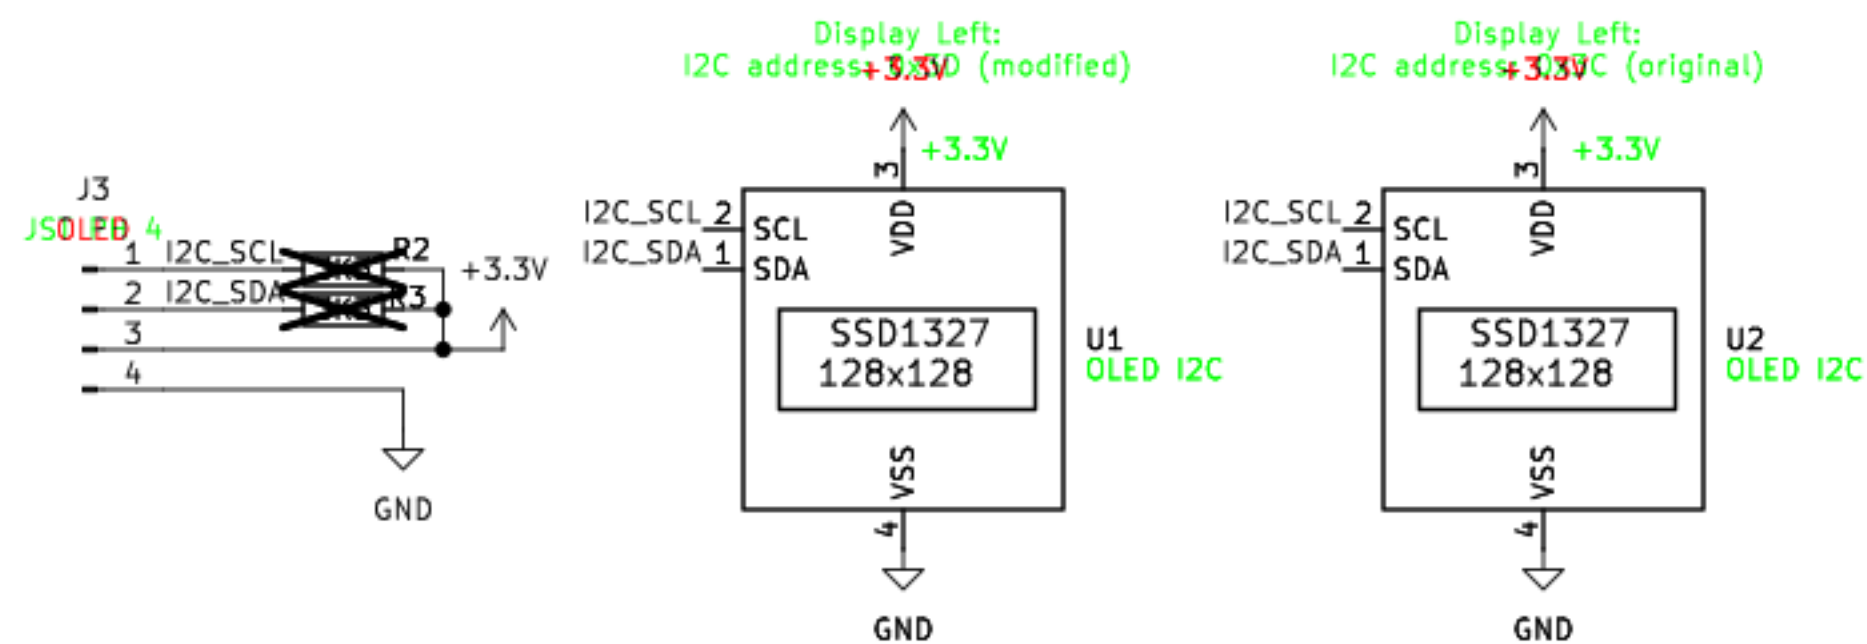 J3
OLED 4
1 I2C_SCL R2
2 I2C_SDA R3
3
4
+3.3V
GND
Display Left:
I2C address: +3.3V (modified)
+3.3V
3
I2C_SCL 2 SCL
I2C_SDA 1 SDA
VDD
SSD1327
128x128
U1
OLED I2C
VSS
4
GND
Display Left:
I2C address: +3.3V (original)
+3.3V
3
I2C_SCL 2 SCL
I2C_SDA 1 SDA
VDD
SSD1327
128x128
U2
OLED I2C
VSS
4
GND